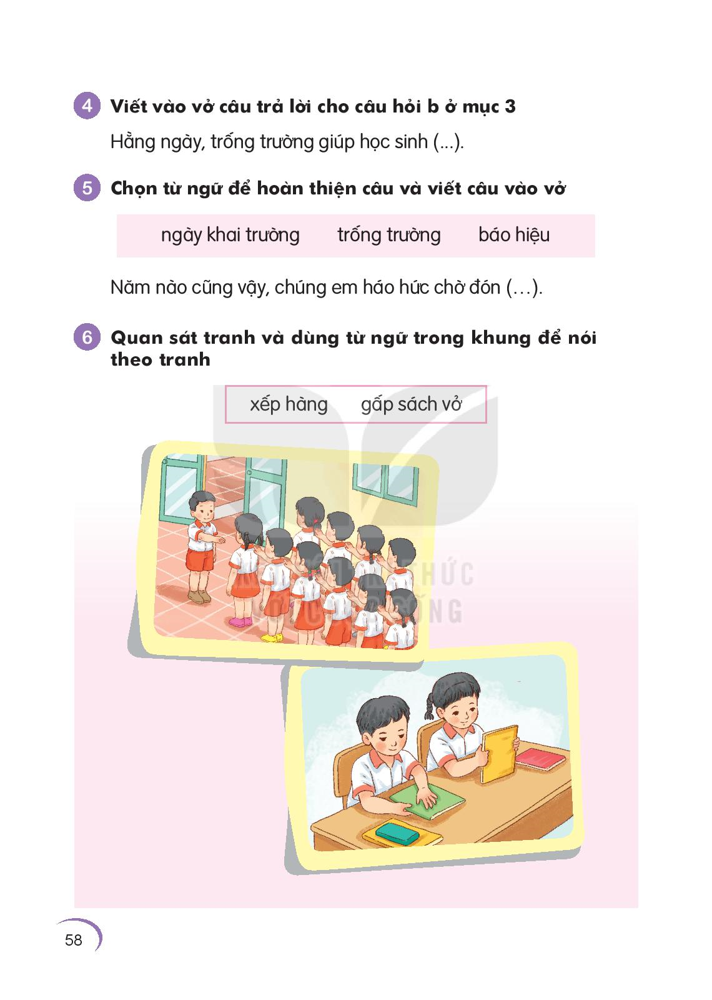 4 Viết vào vở câu trả lời cho câu hỏi b ở mục 3
Hằng ngày, trống trường giúp học sinh (...).
5 Chọn từ ngữ để hoàn thiện câu và viết câu vào vở
ngày khai trường trống trường báo hiệu
Năm nào cũng vậy, chúng em háo hức chờ đón (...).
6 Quan sát tranh và dùng từ ngữ trong khung để nói
theo tranh
xếp hàng gấp sách vở
58